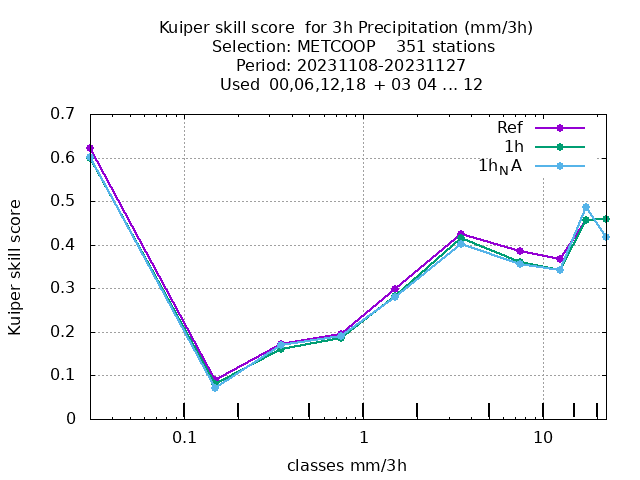 Kuiper skill score  for 3h Precipitation (mm/3h)
Selection: METCOOP    351 stations
Period: 20231108-20231127
Used  00,06,12,18  + 03 04 ... 12
Ref
1h
1h_NA
Kuiper skill score
0.7
0.6
0.5
0.4
0.3
0.2
0.1
0
0.1
1
10
classes mm/3h